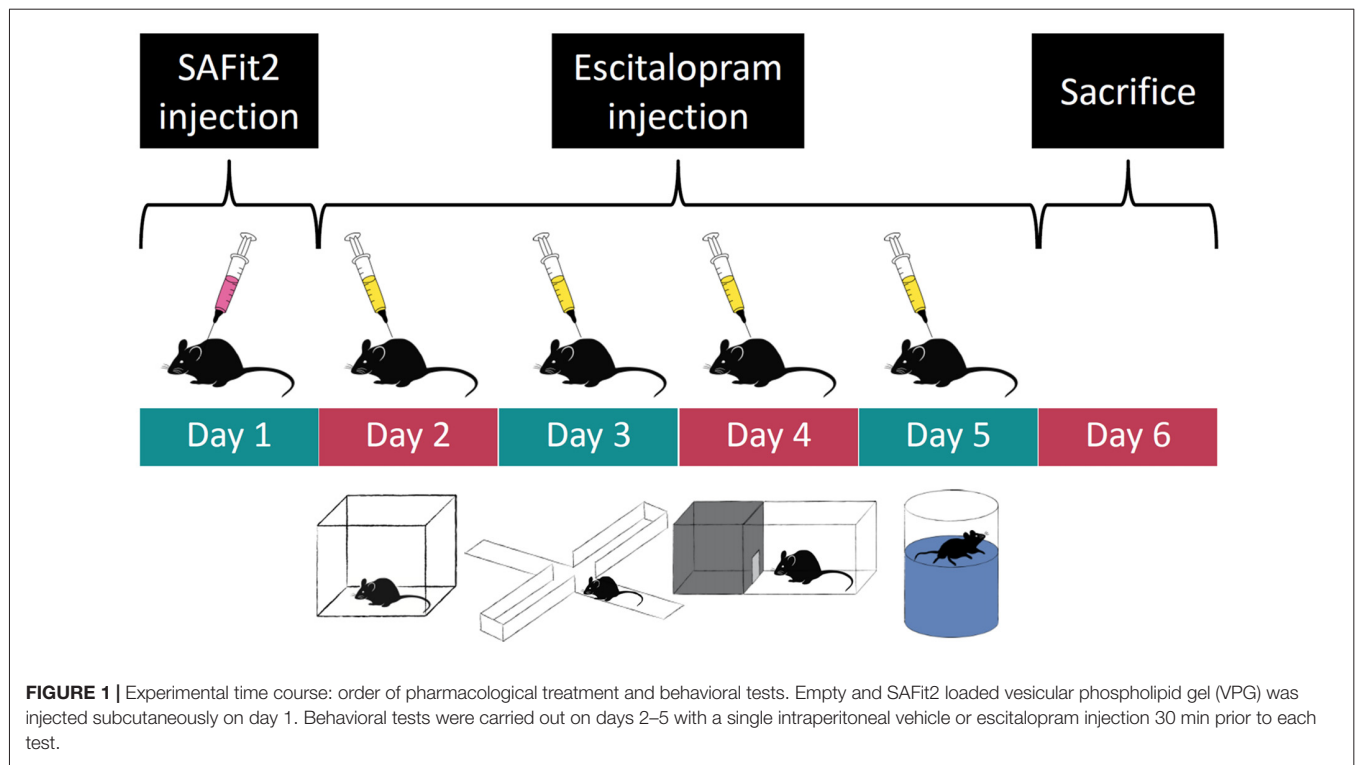 SAFit2
injection
Escitalopram
injection
Sacrifice
Day 1
Day 2
Day 3
Day 4
Day 5
Day 6
FIGURE 1 | Experimental time course: order of pharmacological treatment and behavioral tests. Empty and SAFit2 loaded vesicular phospholipid gel (VPG) was
injected subcutaneously on day 1. Behavioral tests were carried out on days 2–5 with a single intraperitoneal vehicle or escitalopram injection 30 min prior to each
test.